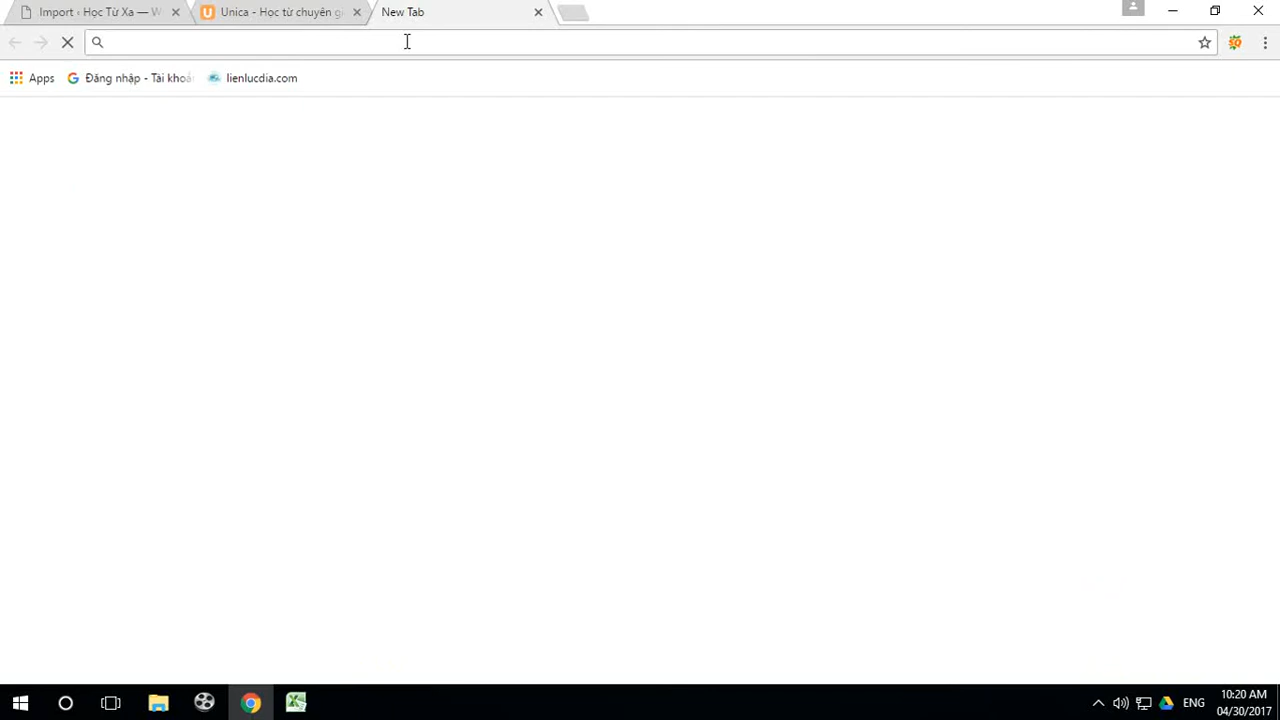 Import ‹ Học Từ Xa — W
Unica - Học từ chuyên g
New Tab
Apps
Đăng nhập - Tài khoả
lienlucdia.com
ENG
10:20 AM
04/30/2017